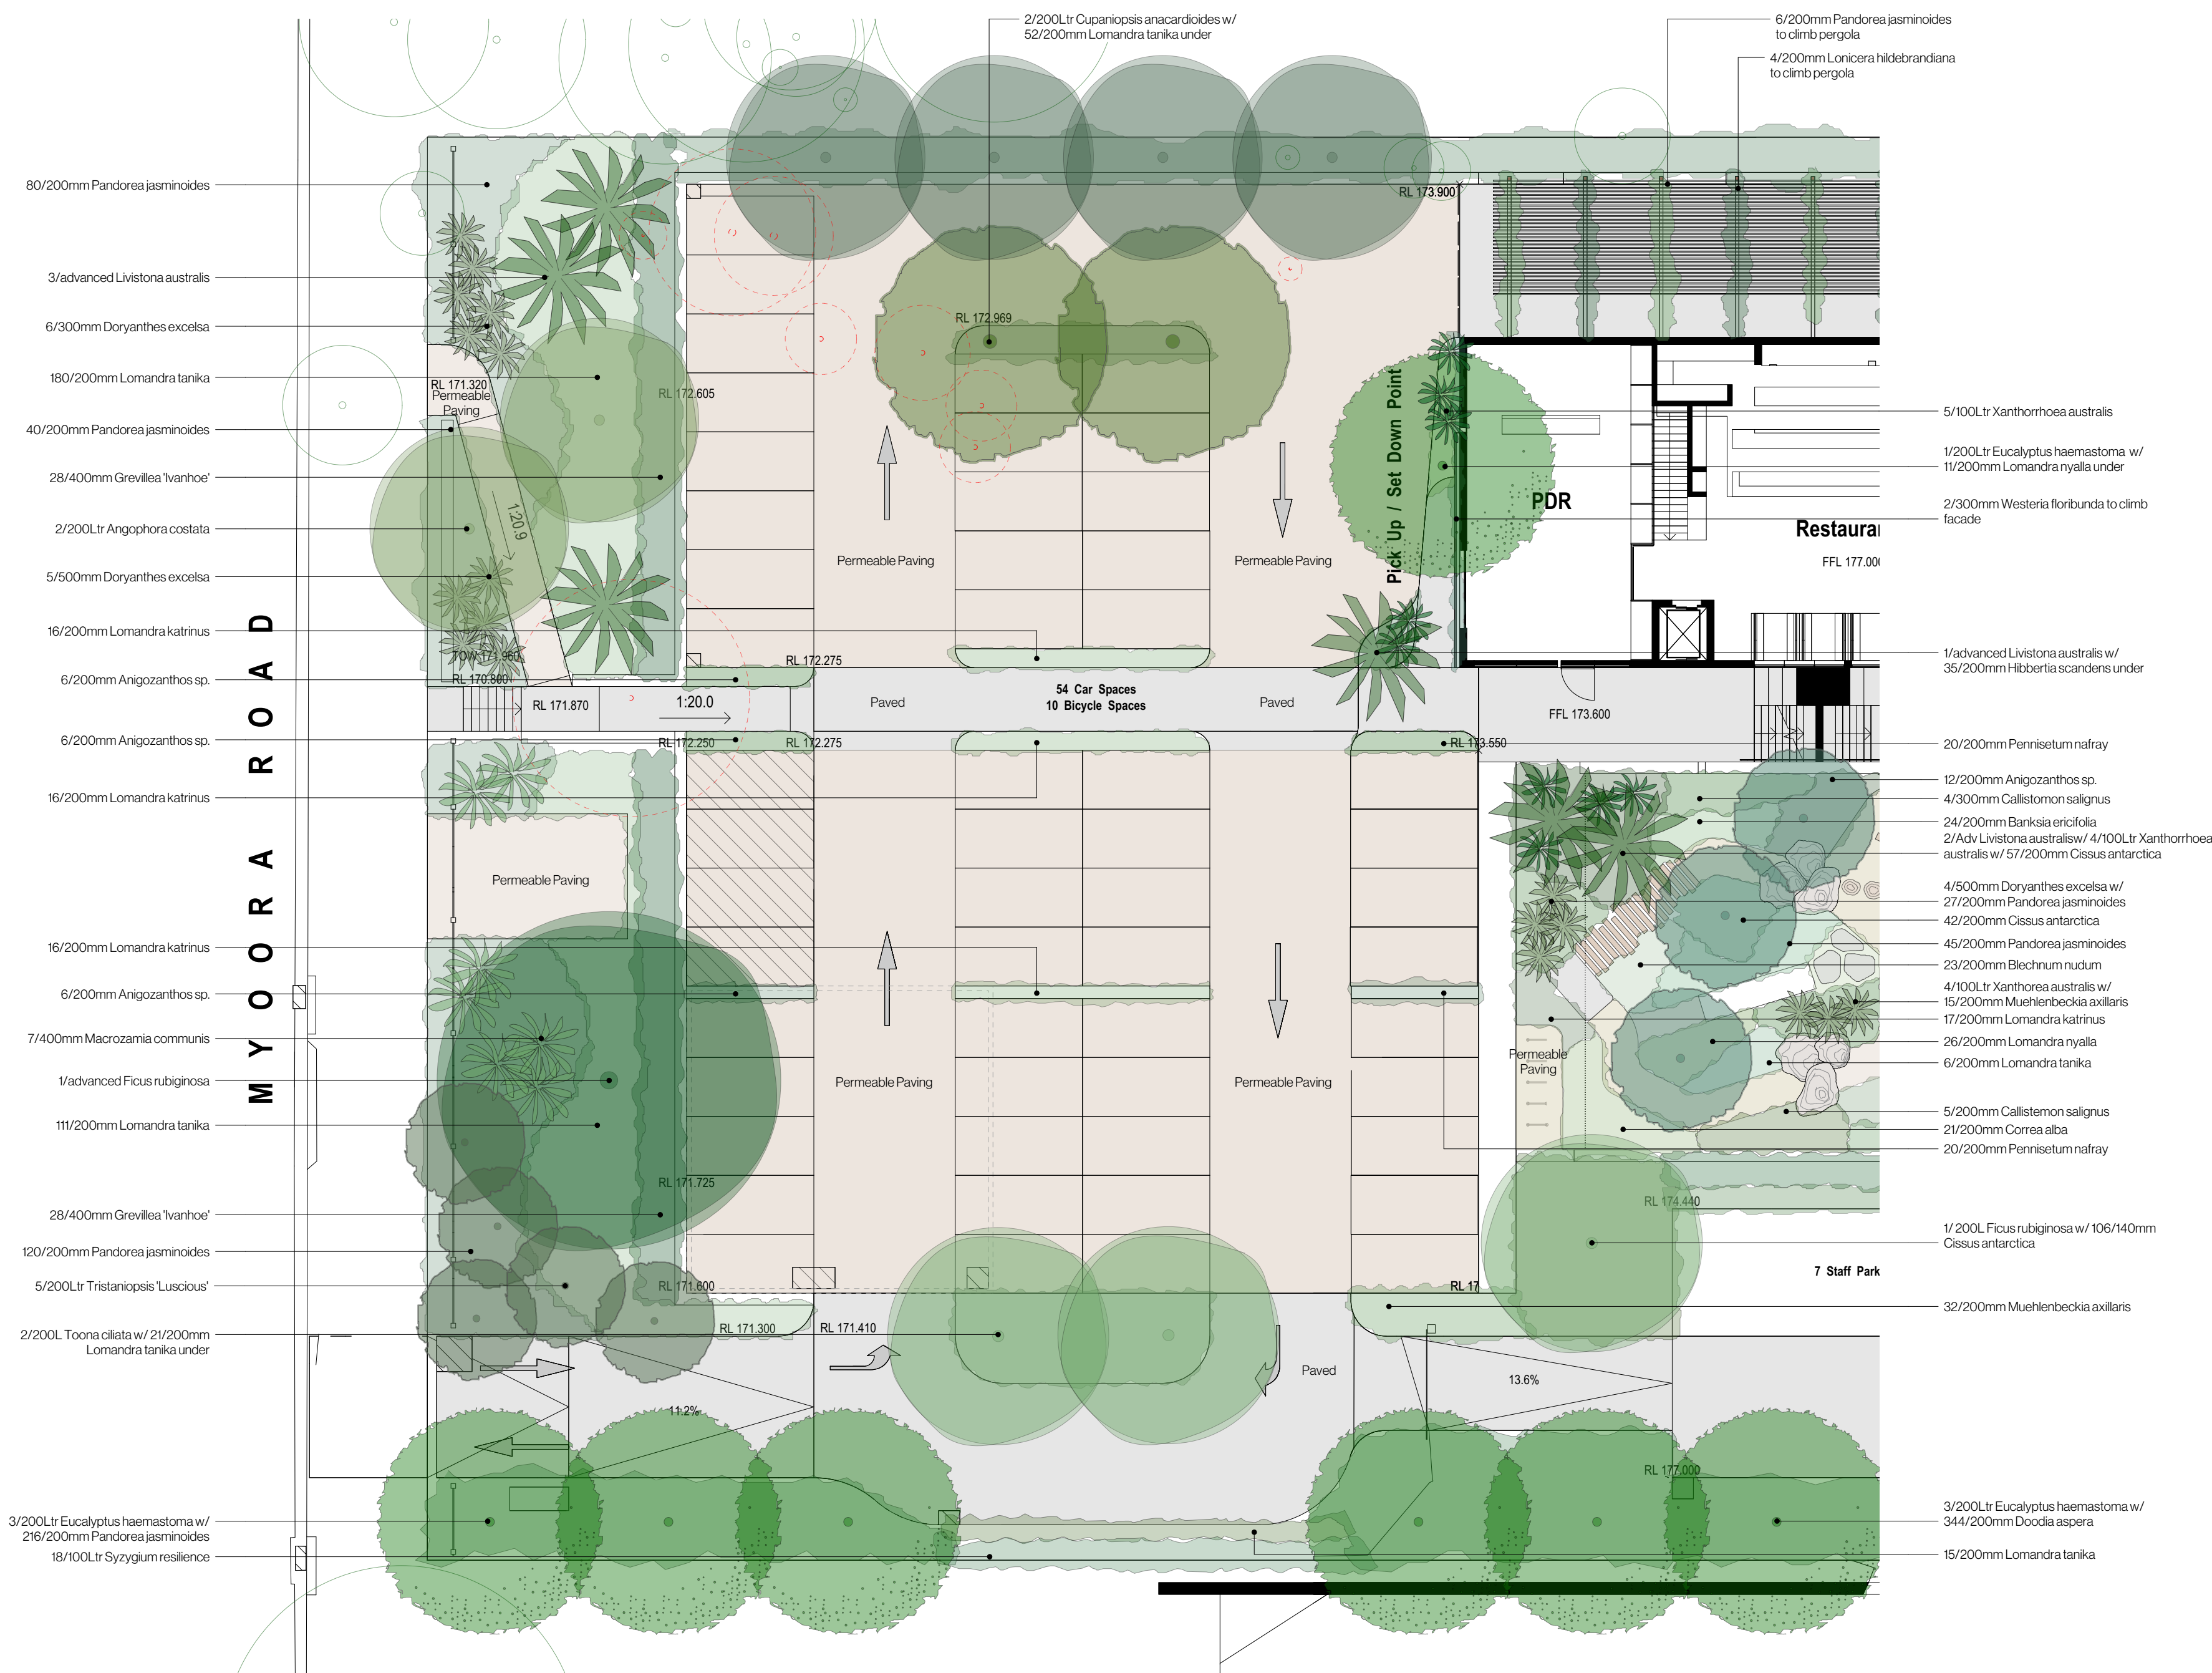 2/200Ltr Cupaniopsis anacardioides w/
52/200mm Lomandra tanika under
6/200mm Pandorea jasminoides
to climb pergola
4/200mm Lonicera hildebrandiana
to climb pergola
80/200mm Pandorea jasminoides
3/advanced Livistona australis
6/300mm Doryanthes excelsa
180/200mm Lomandra tanika
40/200mm Pandorea jasminoides
28/400mm Grevillea 'Ivanhoe'
2/200Ltr Angophora costata
5/500mm Doryanthes excelsa
16/200mm Lomandra katrinus
6/200mm Anigozanthos sp.
6/200mm Anigozanthos sp.
16/200mm Lomandra katrinus
16/200mm Lomandra katrinus
6/200mm Anigozanthos sp.
7/400mm Macrozamia communis
1/advanced Ficus rubiginosa
111/200mm Lomandra tanika
28/400mm Grevillea 'Ivanhoe'
120/200mm Pandorea jasminoides
5/200Ltr Tristaniopsis 'Luscious'
2/200L Toona ciliata w/ 21/200mm
Lomandra tanika under
3/200Ltr Eucalyptus haemastoma w/
216/200mm Pandorea jasminoides
18/100Ltr Syzygium resilience
MYOORA ROAD
RL 173.900
RL 172.969
RL 171.320
Permeable
Paving
RL 172.605
1:20.9
Pick Up / Set Down Point
PDR
Restaurar
FFL 177.000
Permeable Paving
Permeable Paving
TOW 171.960
RL 170.800
RL 172.275
RL 171.870
1:20.0
Paved
54 Car Spaces
10 Bicycle Spaces
Paved
FFL 173.600
RL 172.250
RL 172.275
RL 173.550
Permeable Paving
Permeable Paving
Permeable Paving
Permeable
Paving
RL 171.725
RL 174.440
RL 171.600
RL 17
7 Staff Park
RL 171.300
RL 171.410
Paved
13.6%
11.2%
RL 177.000
5/100Ltr Xanthorrhoea australis
1/200Ltr Eucalyptus haemastoma w/
11/200mm Lomandra nyalla under
2/300mm Westeria floribunda to climb
facade
1/advanced Livistona australis w/
35/200mm Hibbertia scandens under
20/200mm Pennisetum nafray
12/200mm Anigozanthos sp.
4/300mm Callistomon salignus
24/200mm Banksia ericifolia
2/Adv Livistona australisw/ 4/100Ltr Xanthorrhoea
australis w/ 57/200mm Cissus antarctica
4/500mm Doryanthes excelsa w/
27/200mm Pandorea jasminoides
42/200mm Cissus antarctica
45/200mm Pandorea jasminoides
23/200mm Blechnum nudum
4/100Ltr Xanthorea australis w/
15/200mm Muehlenbeckia axillaris
17/200mm Lomandra katrinus
26/200mm Lomandra nyalla
6/200mm Lomandra tanika
5/200mm Callistemon salignus
21/200mm Correa alba
20/200mm Pennisetum nafray
1/ 200L Ficus rubiginosa w/ 106/140mm
Cissus antarctica
32/200mm Muehlenbeckia axillaris
3/200Ltr Eucalyptus haemastoma w/
344/200mm Doodia aspera
15/200mm Lomandra tanika